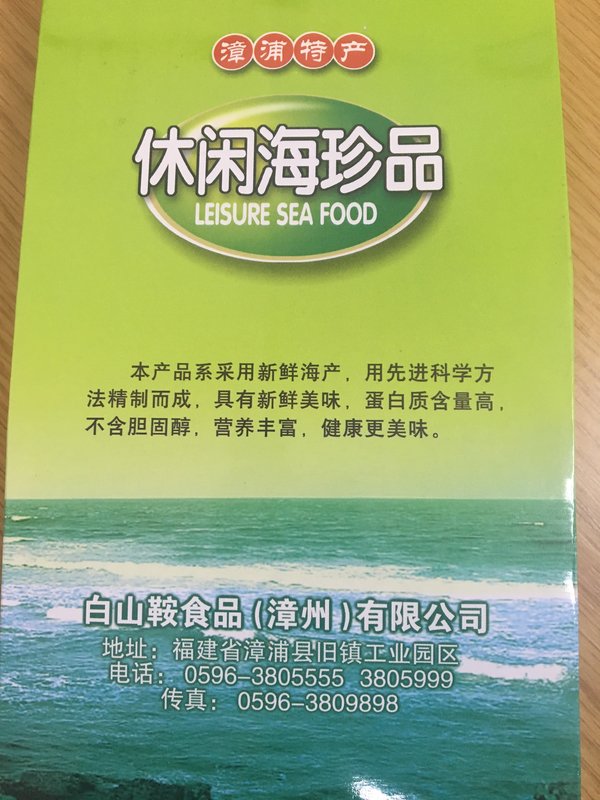 漳浦特产
休闲海珍品
LEISURE SEA FOOD
本产品系采用新鲜海产，用先进科学方
法精制而成，具有新鲜美味，蛋白质含量高，
不含胆固醇，营养丰富，健康更美味。
白山鞍食品(漳州)有限公司
地址：福建省漳浦县旧镇工业园区
电话：0596-3805555 3805999
传真：0596-3809898